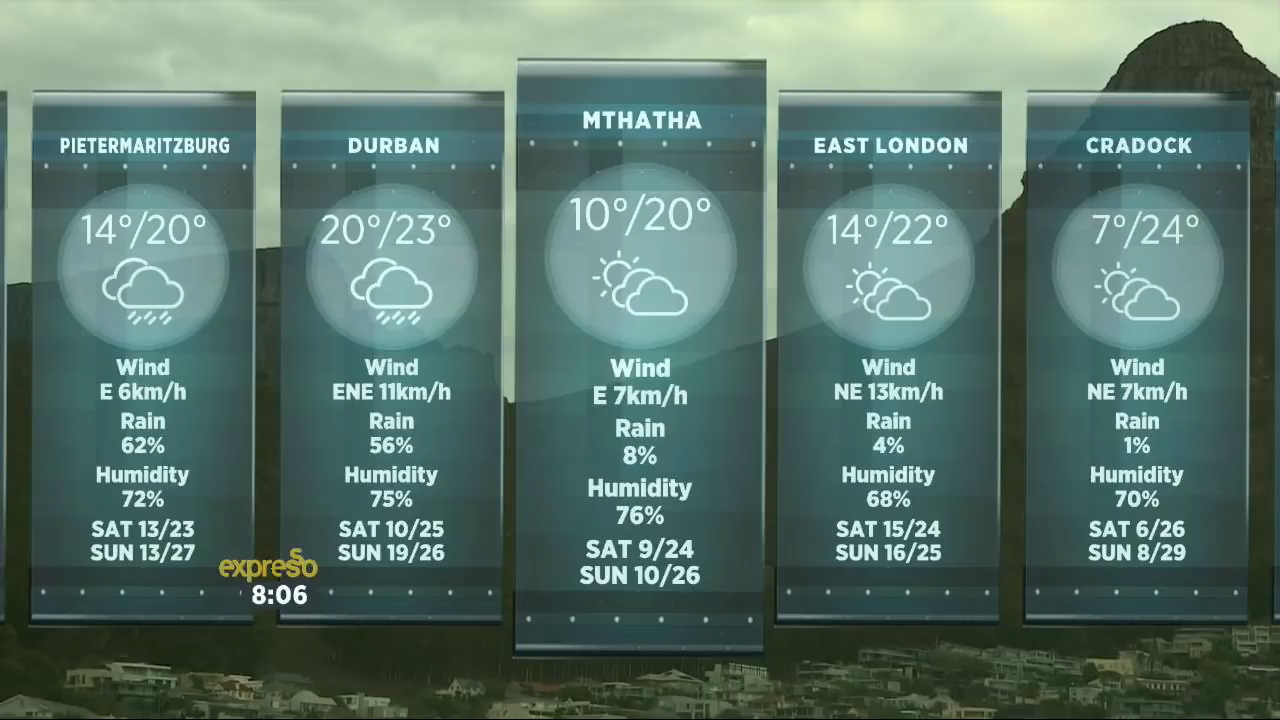 PIETERMARITZBURG
14°/20°
Wind
E 6km/h
Rain
62%
Humidity
72%
SAT 13/23
SUN 13/27
DURBAN
20°/23°
Wind
ENE 11km/h
Rain
56%
Humidity
75%
SAT 10/25
SUN 19/26
MTHATHA
10°/20°
Wind
E 7km/h
Rain
8%
Humidity
76%
SAT 9/24
SUN 10/26
EAST LONDON
14°/22°
Wind
NE 13km/h
Rain
4%
Humidity
68%
SAT 15/24
SUN 16/25
CRADOCK
7°/24°
Wind
NE 7km/h
Rain
1%
Humidity
70%
SAT 6/26
SUN 8/29
expresso
8:06